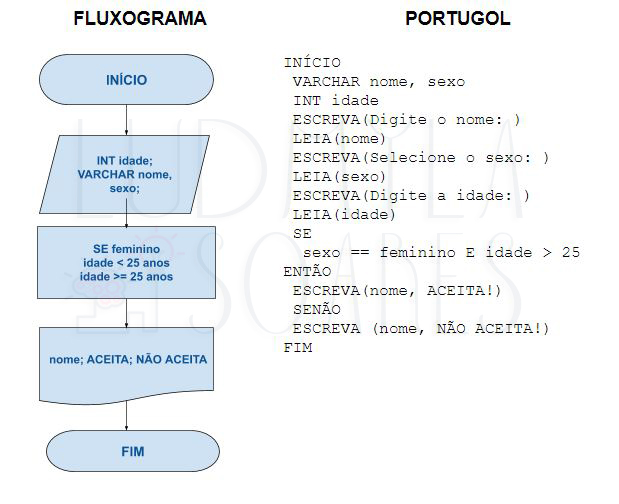 FLUXOGRAMA
INÍCIO
INT idade;
VARCHAR nome,
sexo;
SE feminino
idade < 25 anos
idade >= 25 anos
nome; ACEITA; NÃO ACEITA
FIM
PORTUGOL
INÍCIO
VARCHAR nome, sexo
INT idade
ESCREVA(Digite o nome: )
LEIA(nome)
ESCREVA(Selecione o sexo: )
LEIA(sexo)
ESCREVA(Digite a idade: )
LEIA(idade)
SE
sexo == feminino E idade > 25
ENTÃO
ESCREVA(nome, ACEITA!)
SENÃO
ESCREVA (nome, NÃO ACEITA!)
FIM
LUDMYLA
SOARES